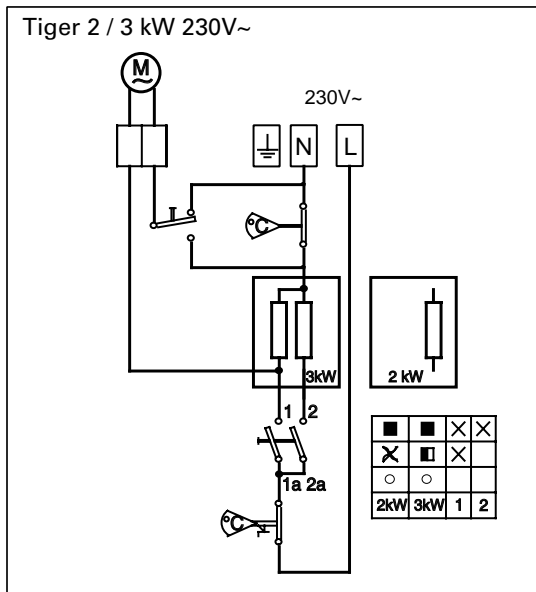 Tiger 2 / 3 kW 230V~
M
230V~
N L
°C
3kW
2 kW
1 2
1a 2a
°C
2kW 3kW 1 2